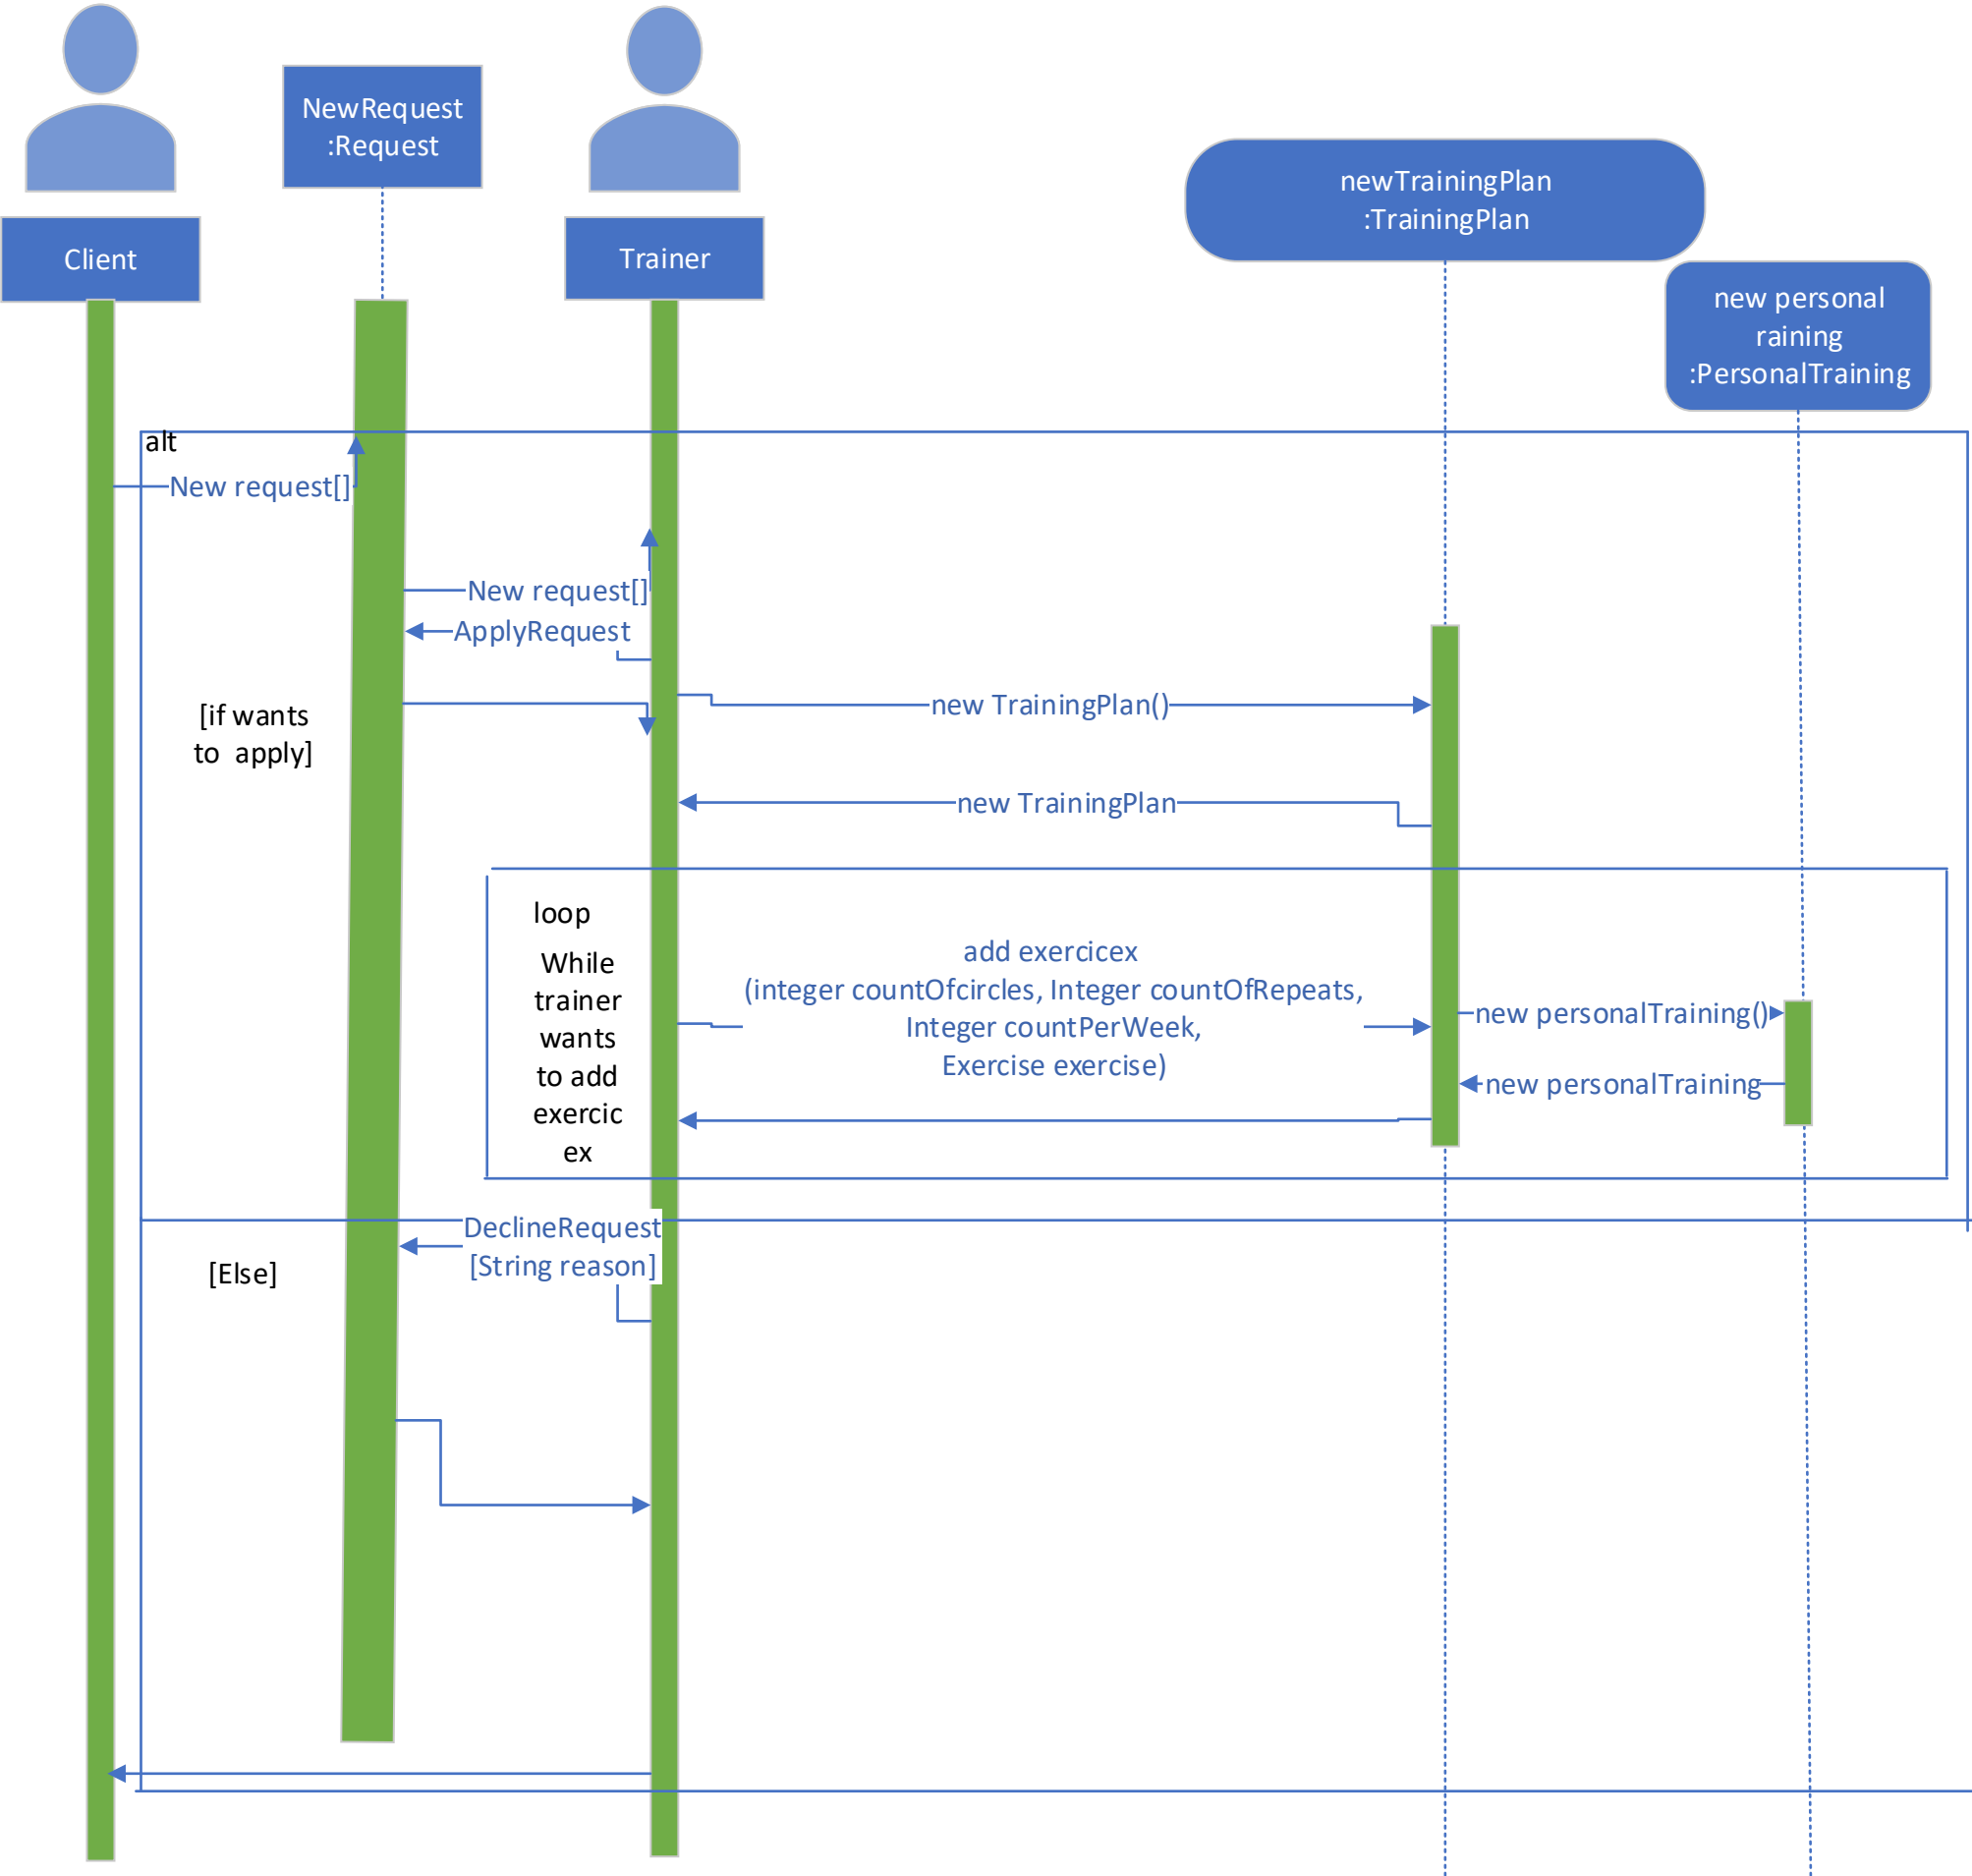 NewRequest
:Request
Client
Trainer
newTrainingPlan
:TrainingPlan
new personal
raining
:PersonalTraining
alt
New request[]
New request[]
ApplyRequest
[if wants
to  apply]
new TrainingPlan()
new TrainingPlan
loop
While
trainer
wants
to add
exercic
ex
add exercicex
(integer countOfcircles, Integer countOfRepeats,
Integer countPerWeek,
Exercise exercise)
new personalTraining()
new personalTraining
DeclineRequest
[String reason]
[Else]